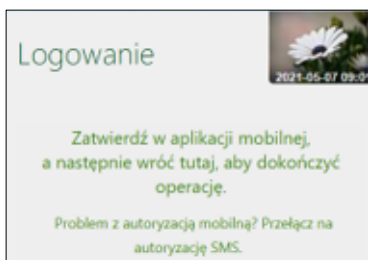 Logowanie
2021-05-07 09:0
Zatwierdź w aplikacji mobilnej,
a następnie wróć tutaj, aby dokończyć
operację.
Problem z autoryzacją mobilną? Przełącz na
autoryzację SMS.